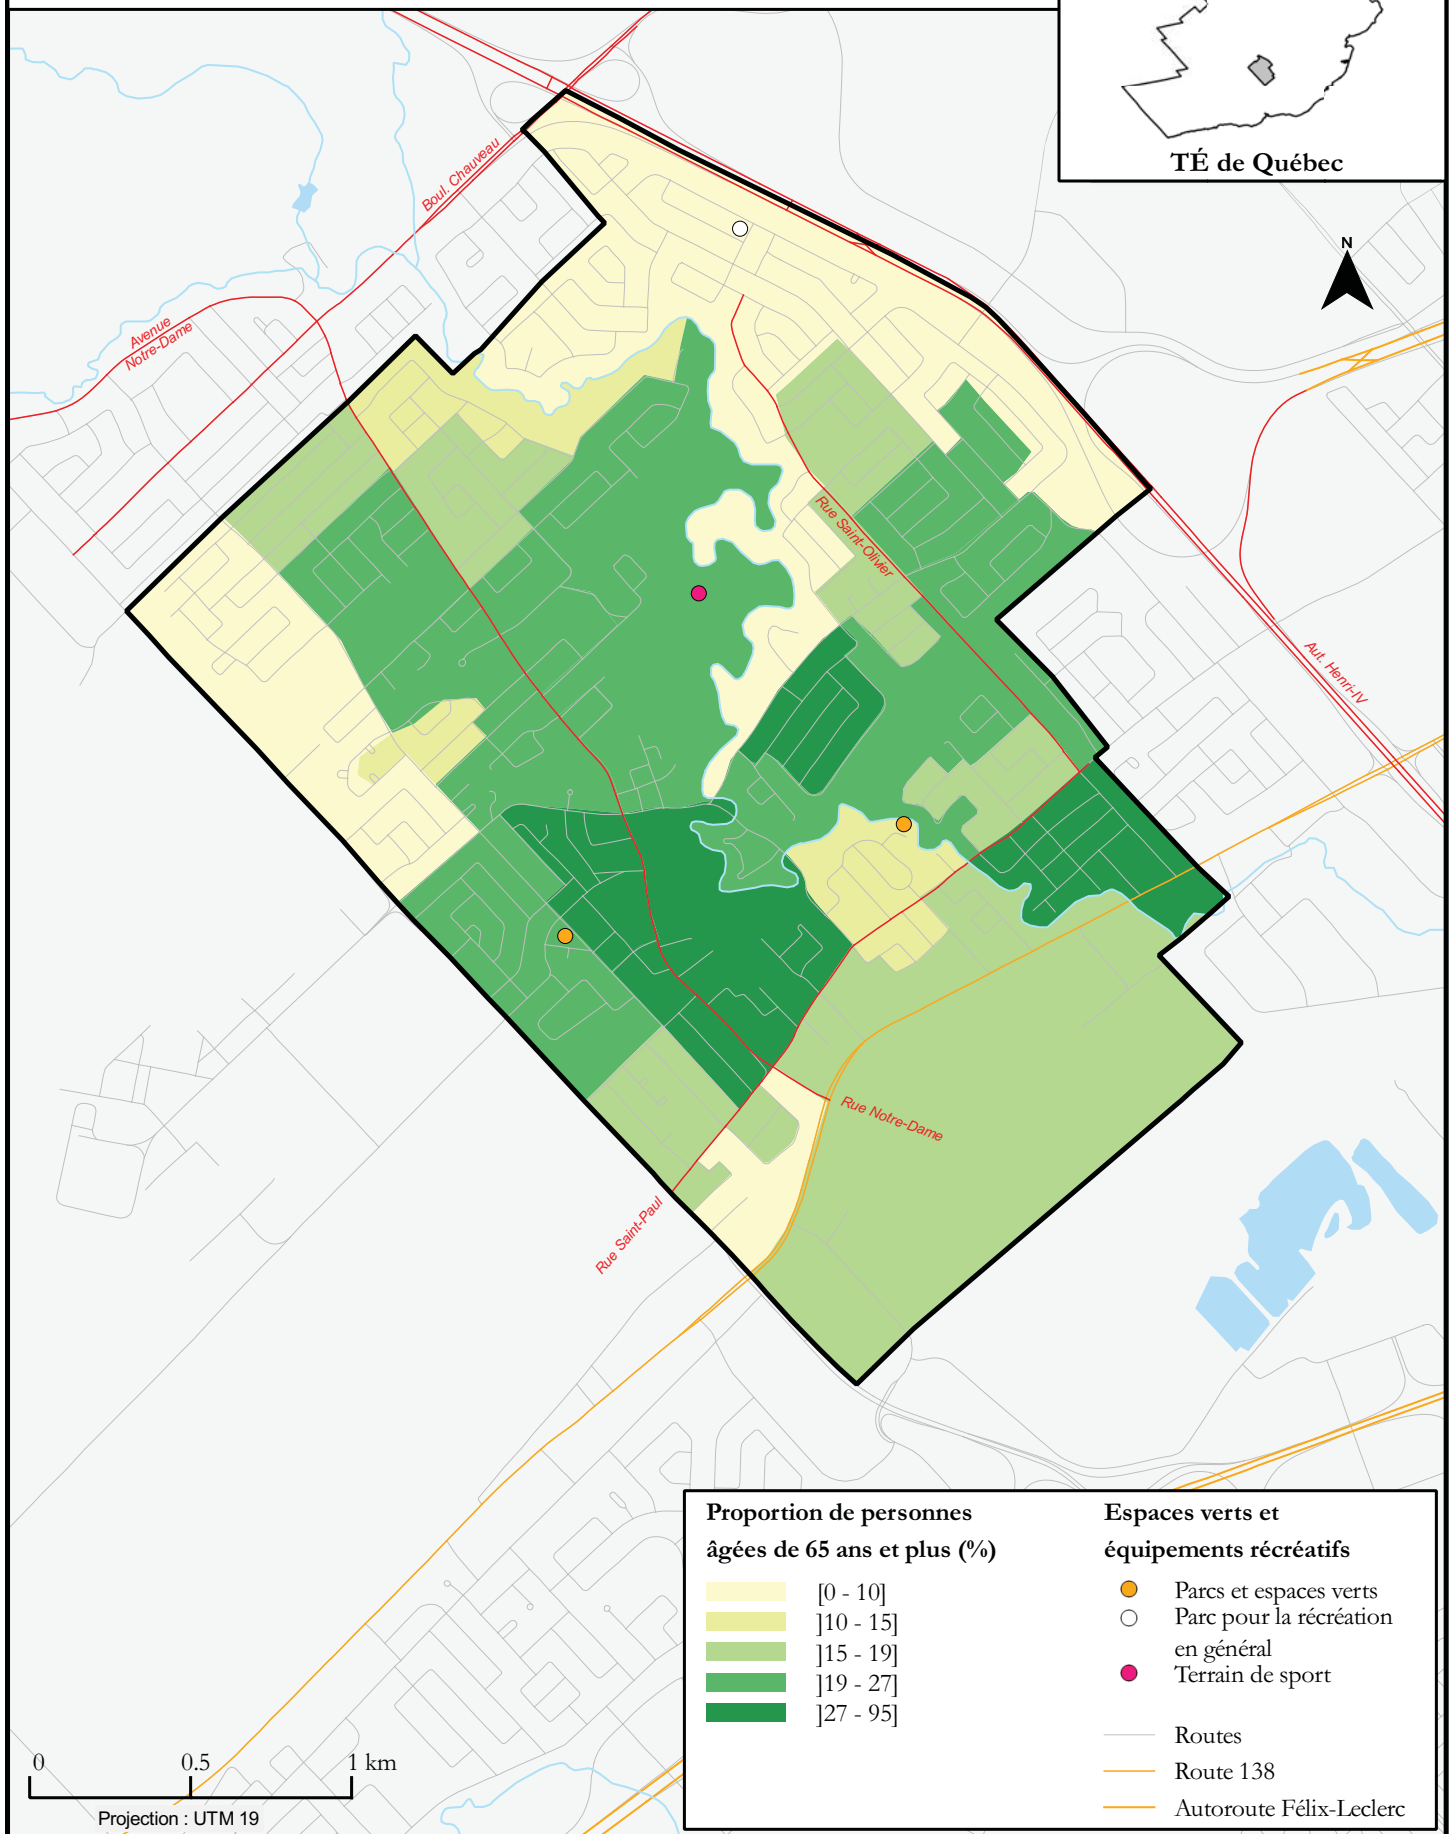 TÉ de Québec
N
Boul. Chauveau
Avenue
Notre-Dame
Rue Saint-Olivier
Aut. Henri-IV
Rue Notre-Dame
Rue Saint-Paul
Proportion de personnes
âgées de 65 ans et plus (%)
[0 - 10]
]10 - 15]
]15 - 19]
]19 - 27]
]27 - 95]
Espaces verts et
équipements récréatifs
Parcs et espaces verts
Parc pour la récréation
en général
Terrain de sport
Routes
Route 138
Autoroute Félix-Leclerc
0 0.5 1 km
Projection : UTM 19